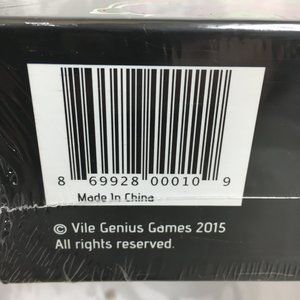 8 69928 00010 9
Made In China
© Vile Genius Games 2015
All rights reserved.